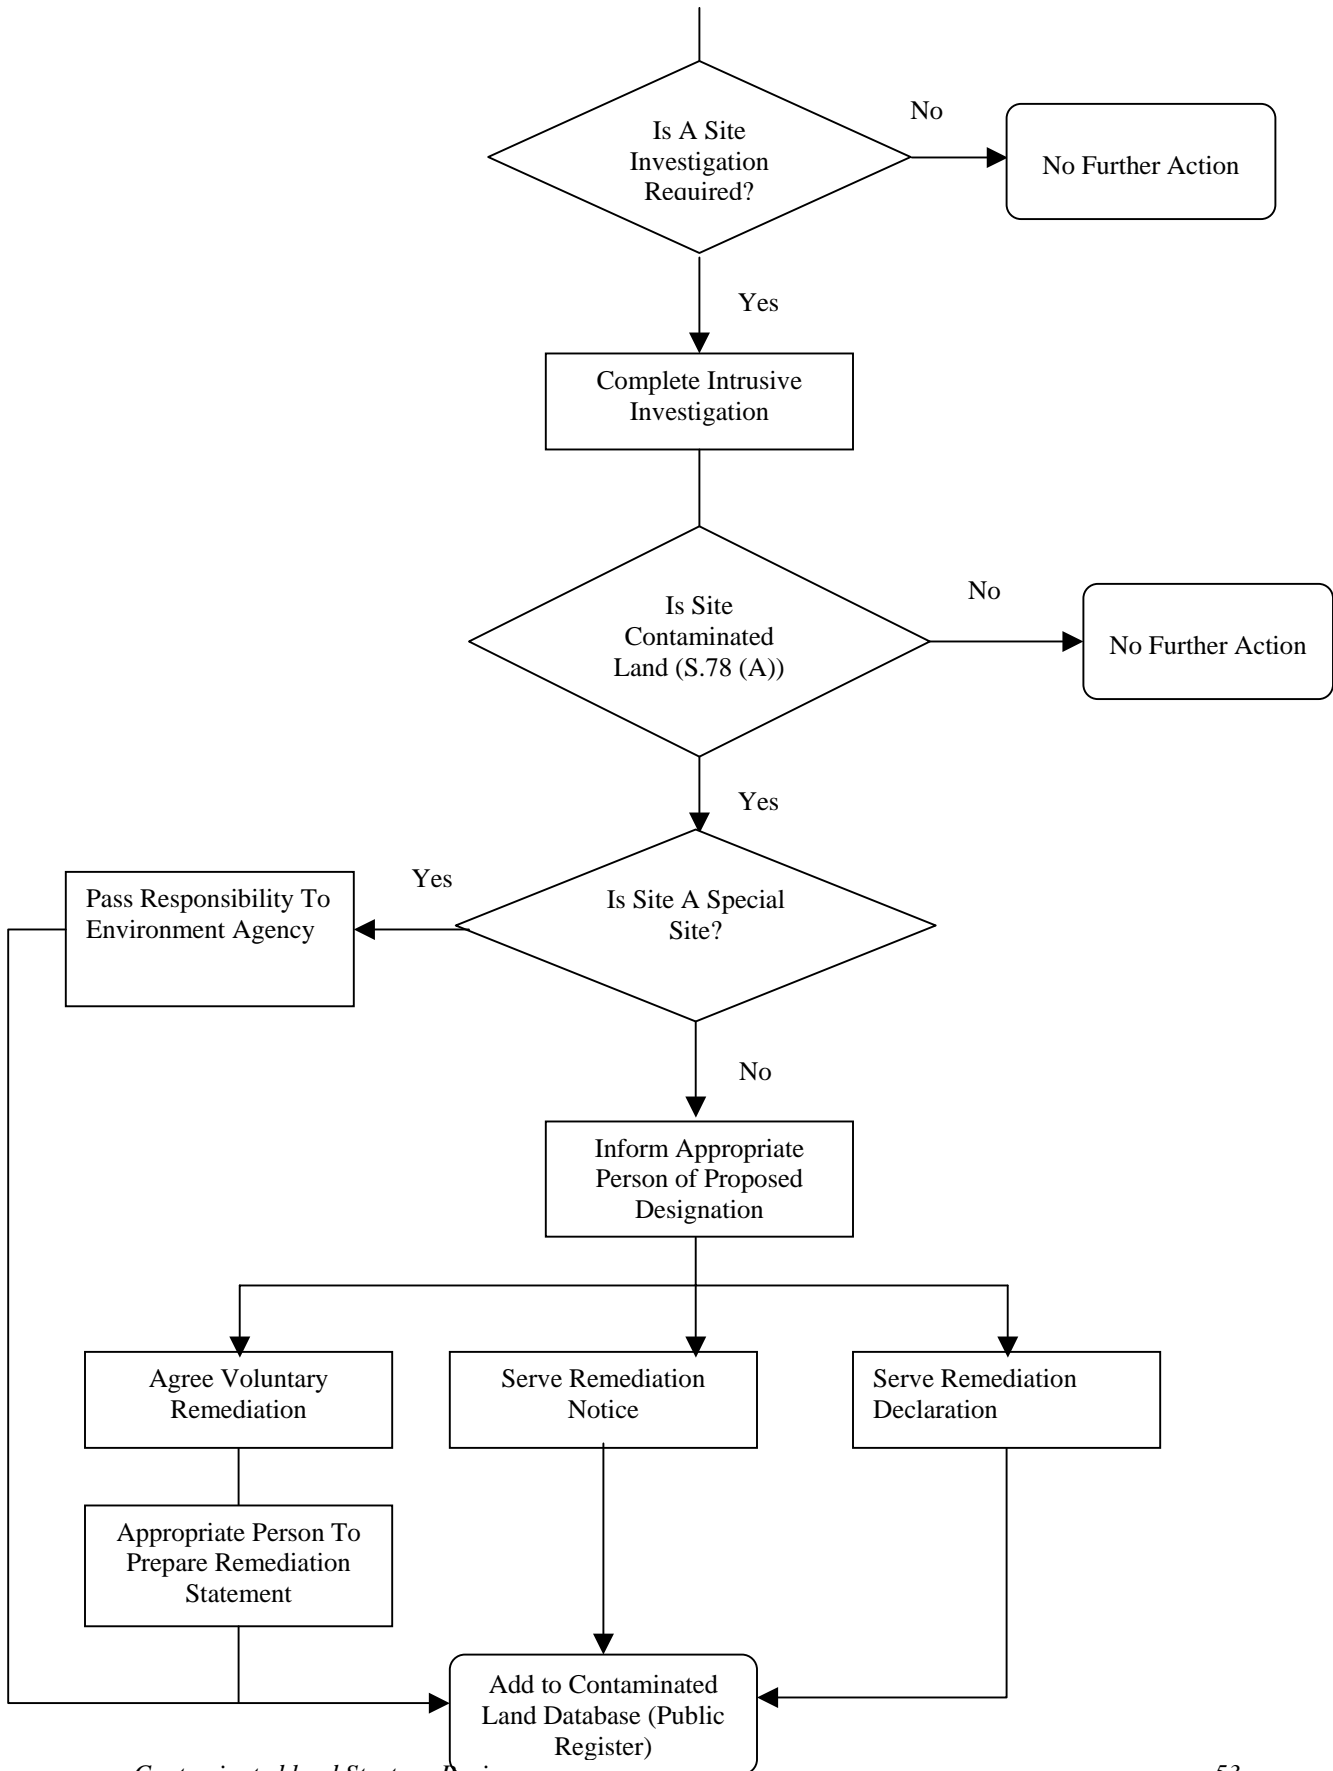 No
Is A Site
Investigation
Required?
No Further Action
Yes
Complete Intrusive
Investigation
No
Is Site
Contaminated
Land (S.78 (A))
No Further Action
Yes
Yes
Pass Responsibility To
Environment Agency
Is Site A Special
Site?
No
Inform Appropriate
Person of Proposed
Designation
Agree Voluntary
Remediation
Serve Remediation
Notice
Serve Remediation
Declaration
Appropriate Person To
Prepare Remediation
Statement
Add to Contaminated
Land Database (Public
Register)
53